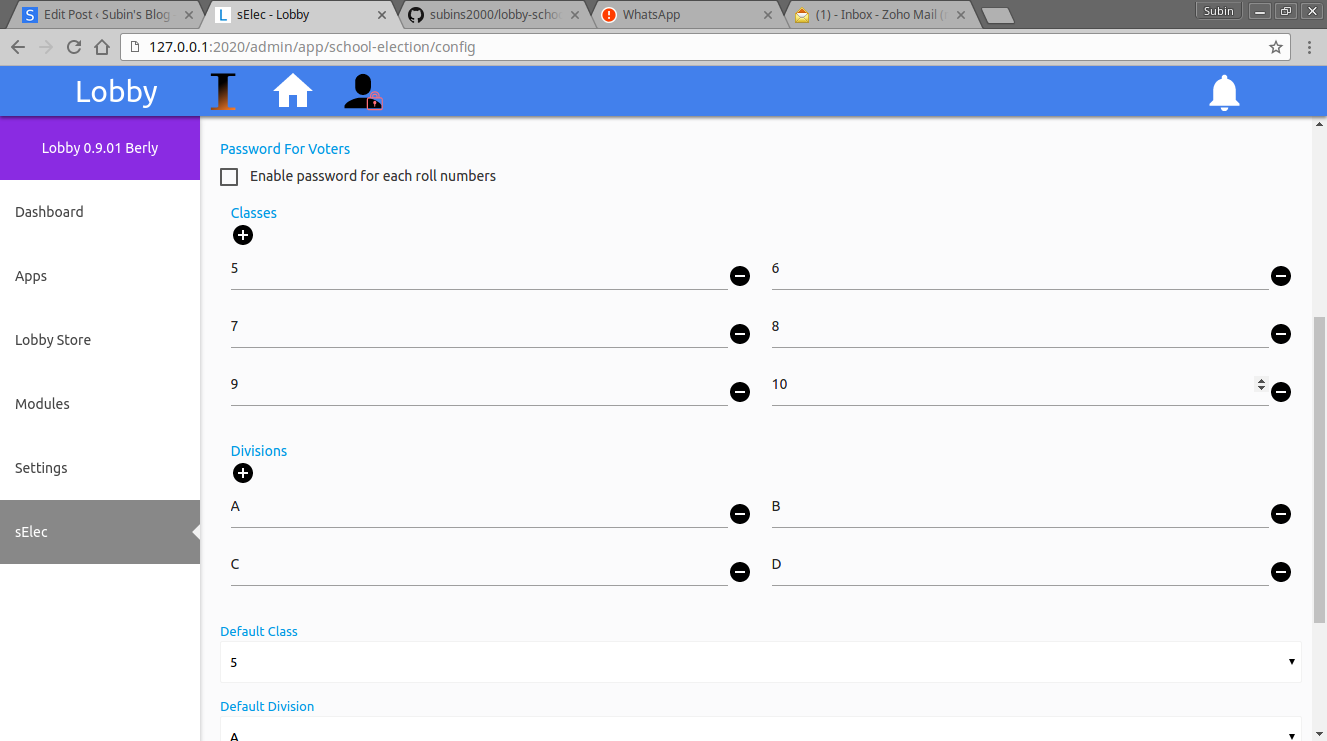 Edit Post ‹ Subin's Blog
sElec - Lobby
subins2000/lobby-scho
WhatsApp
(1) - Inbox - Zoho Mail (
Subin
127.0.0.1:2020/admin/app/school-election/config
Lobby
Lobby 0.9.01 Berly
Dashboard
Apps
Lobby Store
Modules
Settings
sElec
Password For Voters
Enable password for each roll numbers
Classes
5 6
7 8
9 10
Divisions
A B
C D
Default Class
5
Default Division
A